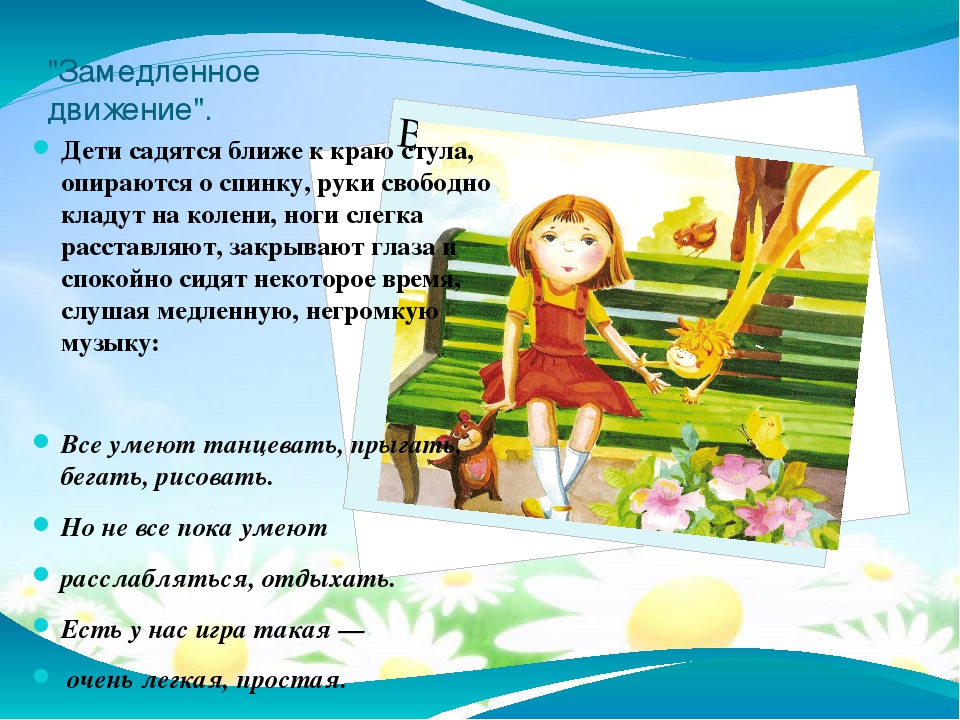 "Замедленное
движение".
В
Дети садятся ближе к краю стула,
опираются о спинку, руки свободно
кладут на колени, ноги слегка
расставляют, закрывают глаза и
спокойно сидят некоторое время,
слушая медленную, негромкую
музыку:
Все умеют танцевать, прыгать,
бегать, рисовать.
Но не все пока умеют
расслабляться, отдыхать.
Есть у нас игра такая —
очень легкая, простая.